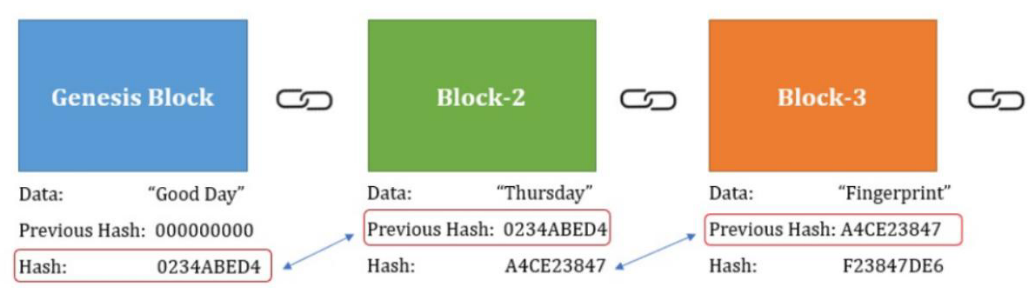 Genesis Block
Block-2
Block-3
Data: “Good Day”
Previous Hash: 000000000
Hash: 0234ABED4
Data: “Thursday”
Previous Hash: 0234ABED4
Hash: A4CE23847
Data: “Fingerprint”
Previous Hash: A4CE23847
Hash: F23847DE6